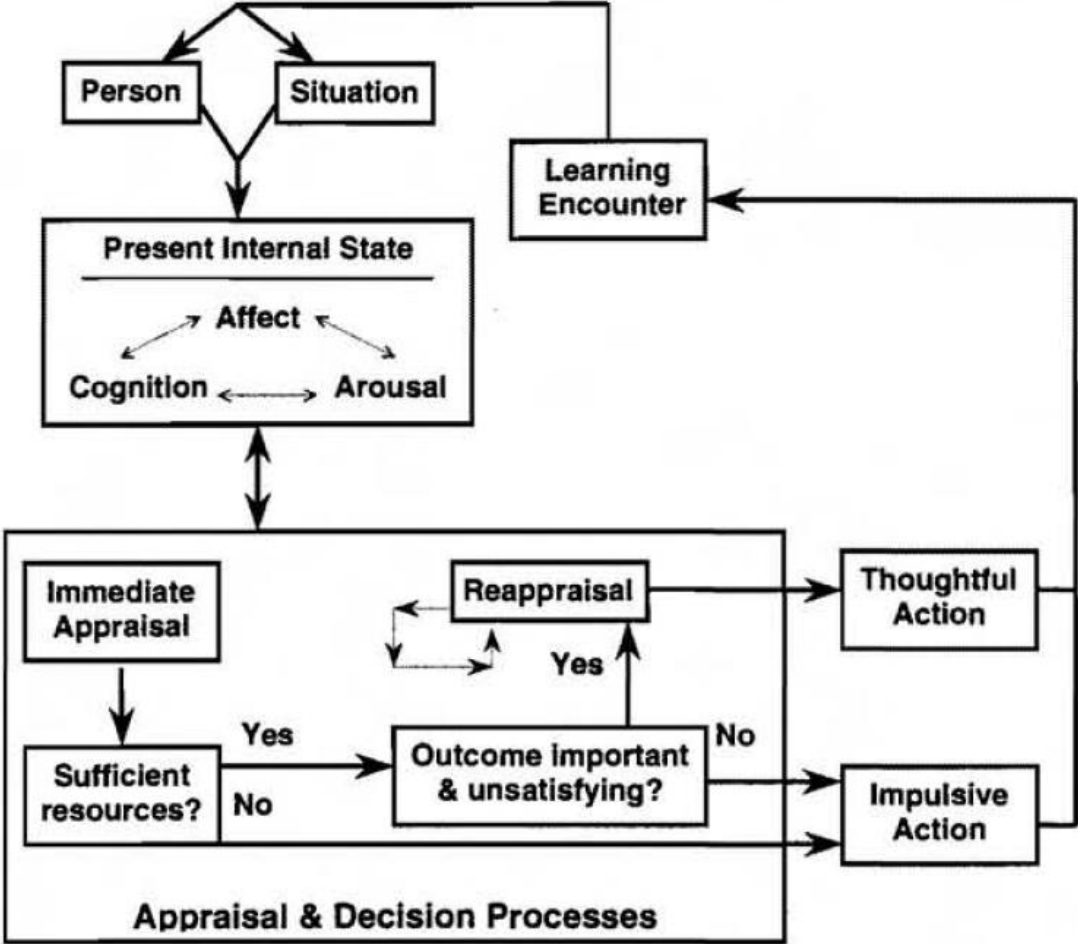 Person
Situation
Learning
Encounter
Present Internal State
Affect
Cognition
Arousal
Immediate
Appraisal
Reappraisal
Thoughtful
Action
Yes
Yes
No
Sufficient
resources?
No
Outcome important
& unsatisfying?
Impulsive
Action
Appraisal & Decision Processes